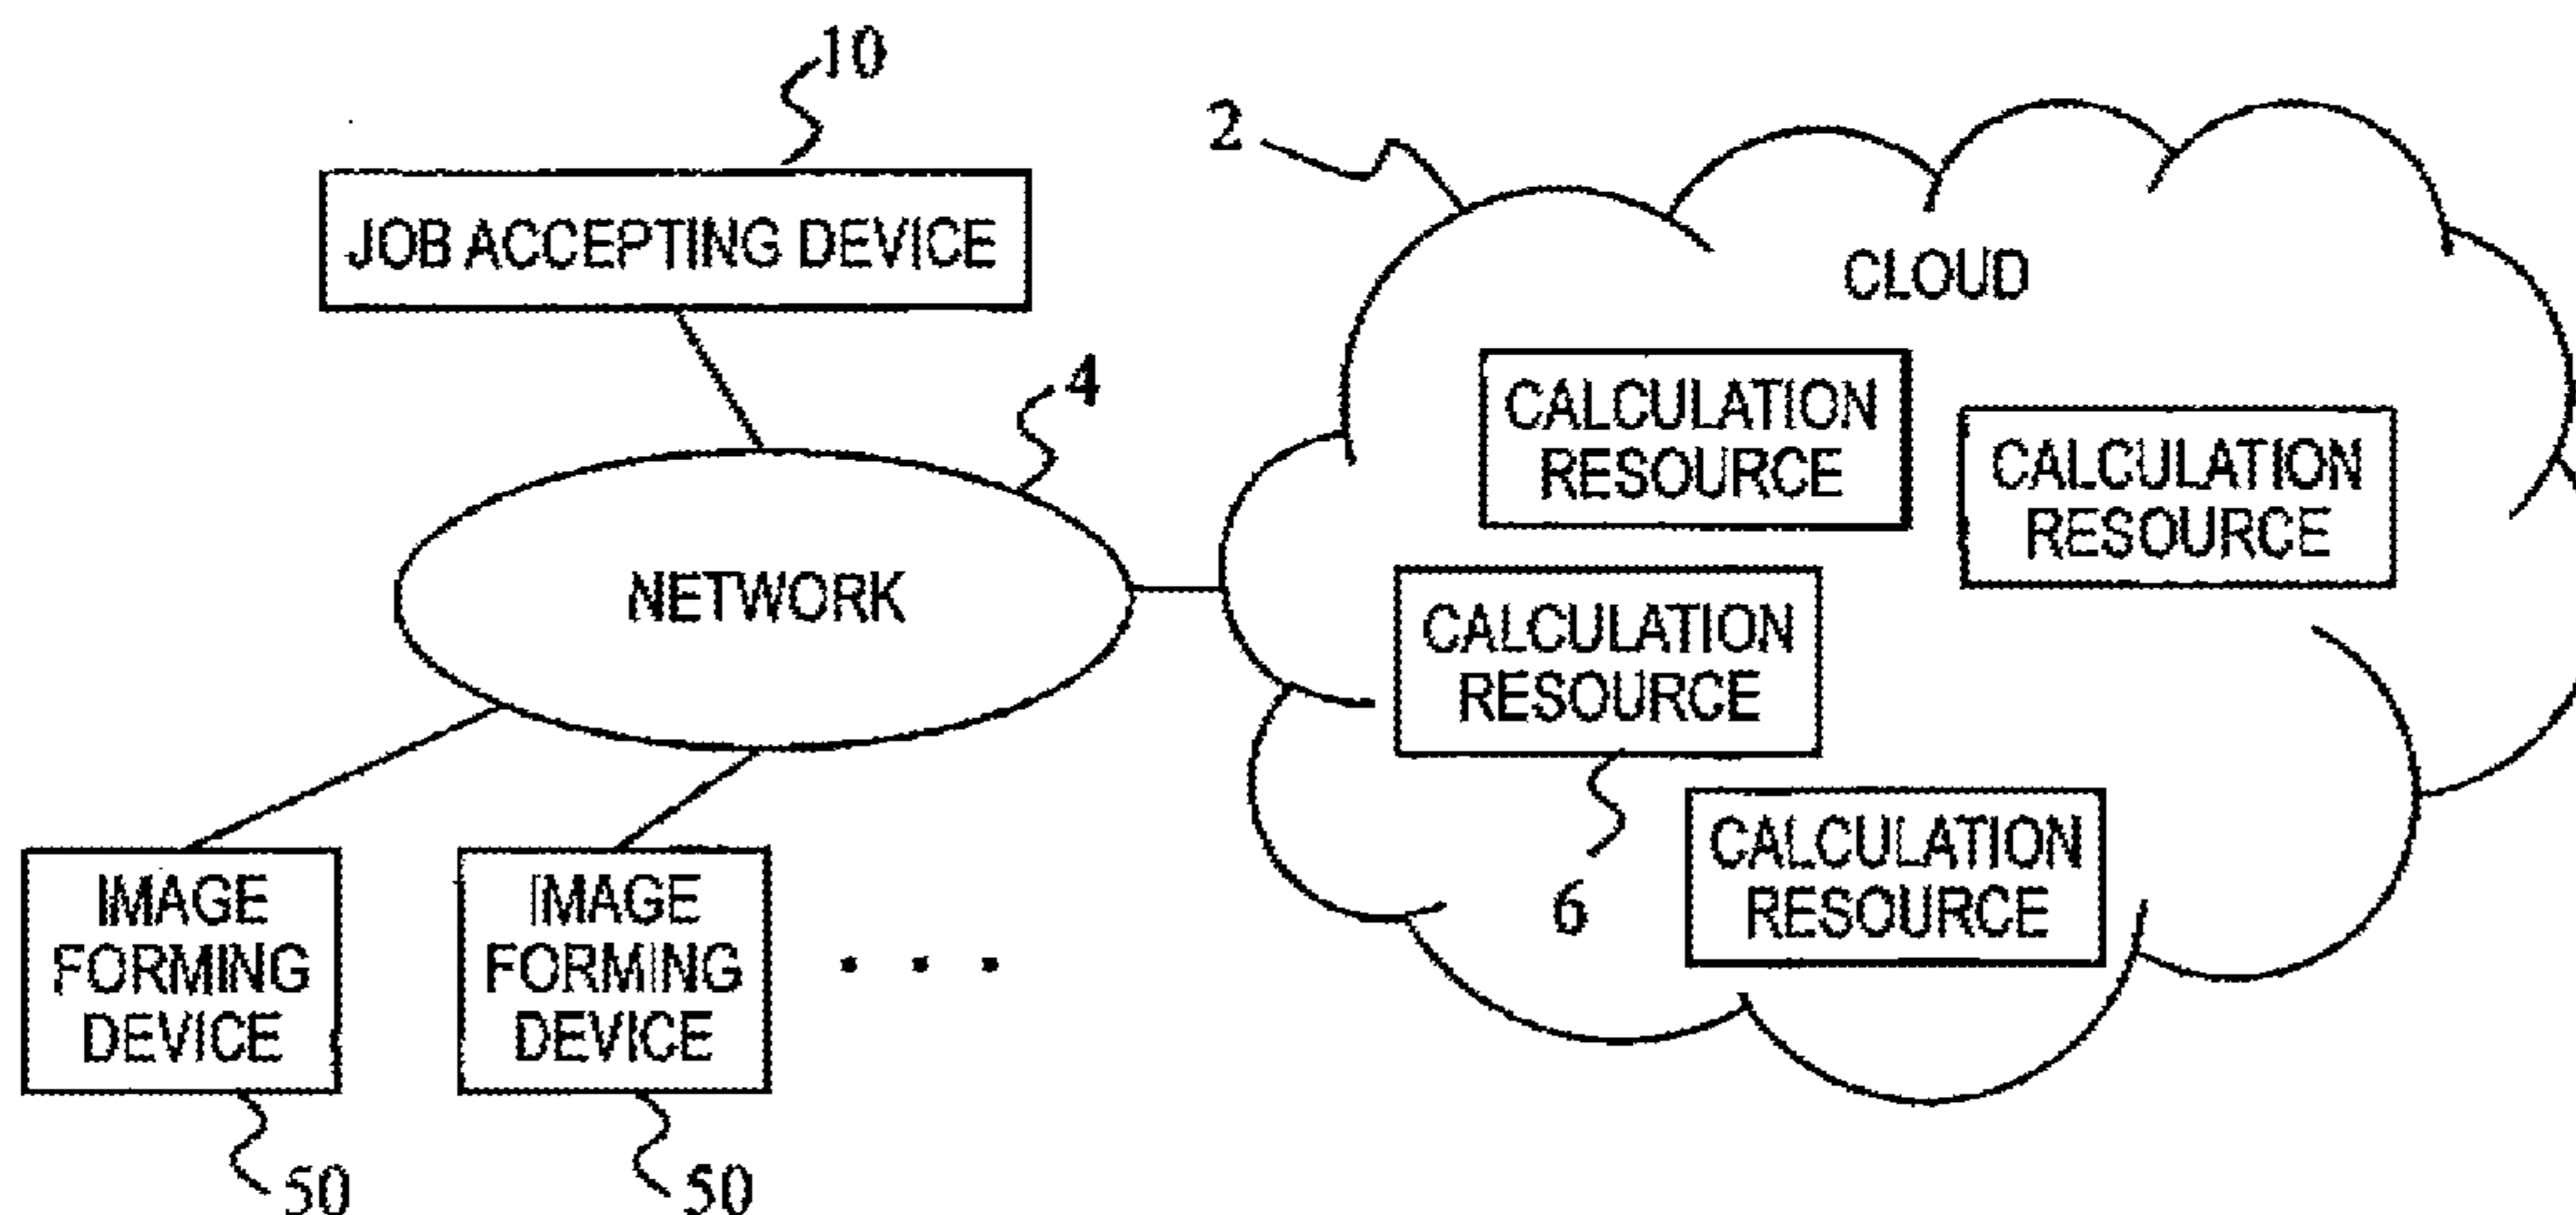 10
JOB ACCEPTING DEVICE
2
CLOUD
4
CALCULATION
RESOURCE
CALCULATION
RESOURCE
NETWORK
CALCULATION
RESOURCE
6
CALCULATION
RESOURCE
IMAGE
FORMING
DEVICE
IMAGE
FORMING
DEVICE
. . .
50
50